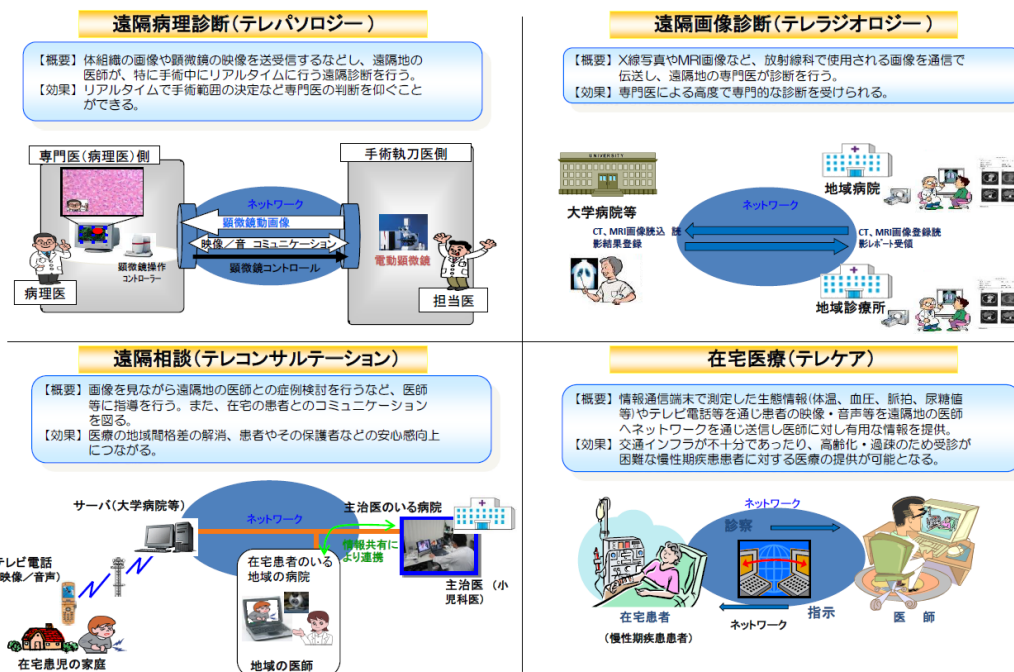 遠隔病理診断(テレパソロジー)
【概要】体組織の画像や顕微鏡の映像を送受信するなどし、遠隔地の
医師が、特に手術中にリアルタイムに行う遠隔診断を行う。
【効果】リアルタイムで手術範囲の決定など専門医の判断を仰ぐこと
ができる。
専門医(病理医)側
手術執刀医側
ネットワーク
顕微鏡動画像
映像/音 コミュニケーション
顕微鏡コントロール
顕微鏡操作
コントローラー
電動顕微鏡
病理医
担当医
遠隔画像診断(テレラジオロジー)
【概要】X線写真やMRI画像など、放射線科で使用される画像を通信で
伝送し、遠隔地の専門医が診断を行う。
【効果】専門医による高度で専門的な診断を受けられる。
UNIVERSITY
大学病院等
ネットワーク
地域病院
CT、MRI画像読込 読
影結果登録
CT、MRI画像登録読
影レポート受領
地域診療所
遠隔相談(テレコンサルテーション)
【概要】画像を見ながら遠隔地の医師との症例検討を行うなど、医師
等に指導を行う。また、在宅の患者とのコミュニケーション
を図る。
【効果】医療の地域間格差の解消、患者やその保護者などの安心感向上
につながる。
サーバ(大学病院等)
ネットワーク
主治医のいる病院
情報共有に
より連携
テレビ電話
映像/音声)
在宅患者のいる
地域の病院
主治医(小
児科医)
在宅患児の家庭
地域の医師
在宅医療(テレケア)
【概要】情報通信端末で測定した生態情報(体温、血圧、脈拍、尿糖値
等)やテレビ電話等を通じ患者の映像・音声等を遠隔地の医師
へネットワークを通じ送信し医師に対し有用な情報を提供。
【効果】交通インフラが不十分であったり、高齢化・過疎のため受診が
困難な慢性期疾患患者に対する医療の提供が可能となる。
ネットワーク
診察
指示
在宅患者
(慢性期疾患患者)
ネットワーク
医 師